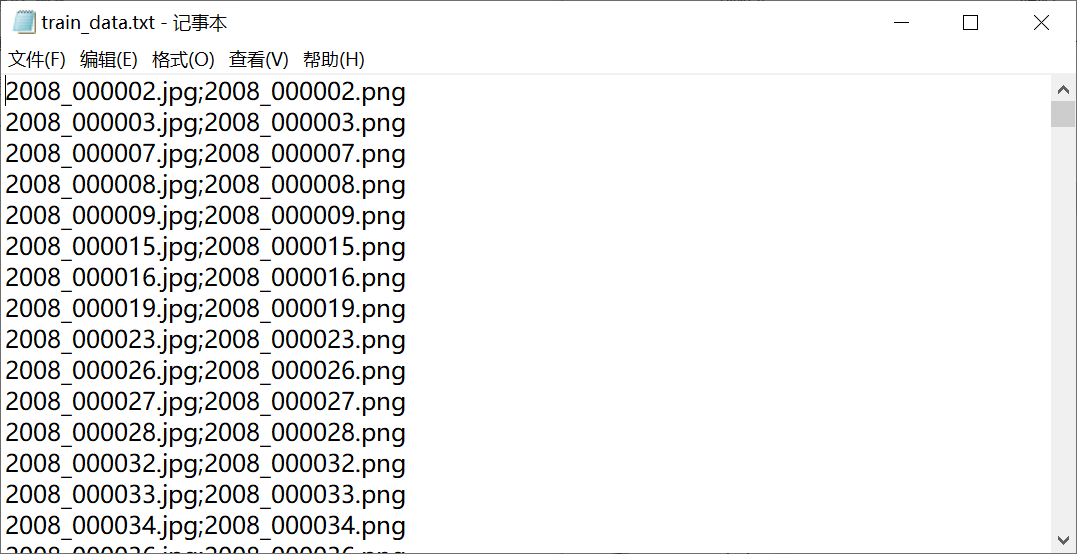 train_data.txt - 记事本
文件(F) 编辑(E) 格式(O) 查看(V) 帮助(H)
2008_000002.jpg;2008_000002.png
2008_000003.jpg;2008_000003.png
2008_000007.jpg;2008_000007.png
2008_000008.jpg;2008_000008.png
2008_000009.jpg;2008_000009.png
2008_000015.jpg;2008_000015.png
2008_000016.jpg;2008_000016.png
2008_000019.jpg;2008_000019.png
2008_000023.jpg;2008_000023.png
2008_000026.jpg;2008_000026.png
2008_000027.jpg;2008_000027.png
2008_000028.jpg;2008_000028.png
2008_000032.jpg;2008_000032.png
2008_000033.jpg;2008_000033.png
2008_000034.jpg;2008_000034.png